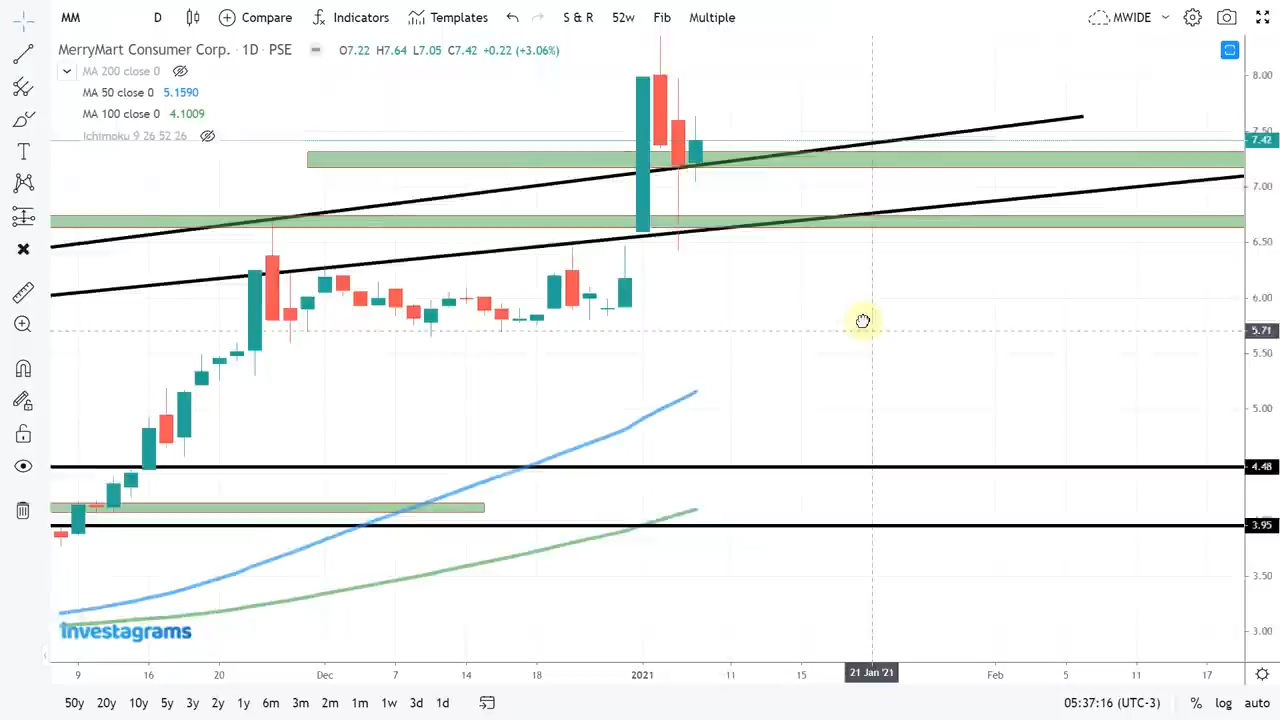 MM D Compare Indicators Templates S & R 52w Fib Multiple MWIDE
MerryMart Consumer Corp. · 1D · PSE O7.22 H7.64 L7.05 C7.42 +0.22 (+3.06%)
MA 200 close 0
MA 50 close 0 5.1590
MA 100 close 0 4.1009
Ichimoku 9 26 52 26
8.00
7.50
7.42
7.00
6.50
6.00
5.71
5.50
5.00
4.48
3.95
3.50
3.00
Investagrams
9 16 20 Dec 7 14 18 2021 11 15 21 Jan '21 Feb 5 11 17
50y 20y 10y 5y 3y 2y 1y 6m 3m 2m 1m 1w 3d 1d 05:37:16 (UTC-3) % log auto